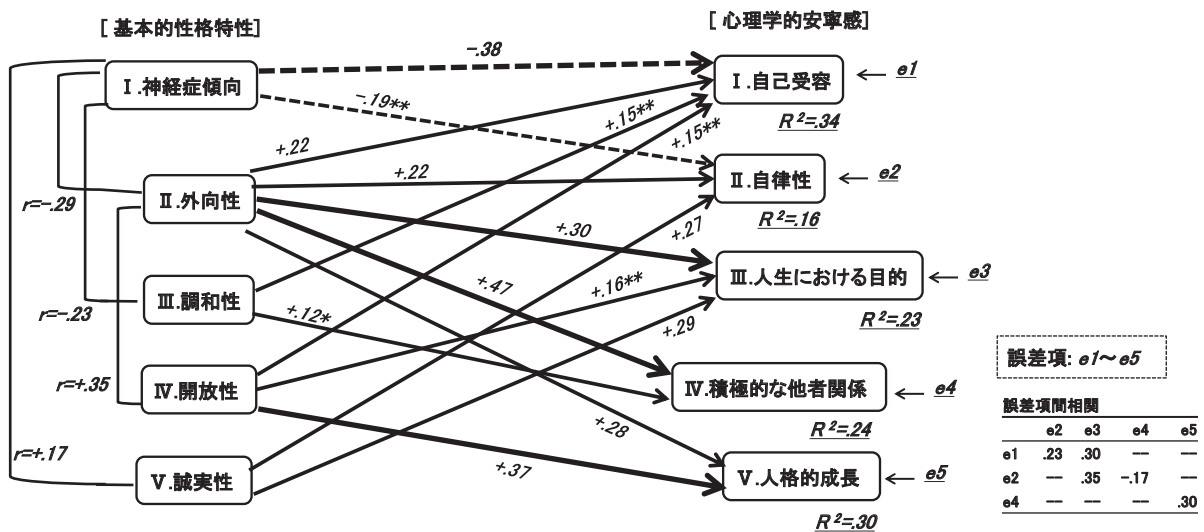 [ 基本的性格特性]
[ 心理学的安寧感]
Ⅰ.神経症傾向
Ⅱ.外向性
Ⅲ.調和性
Ⅳ.開放性
Ⅴ.誠実性
r=-.29
r=-.23
r=+.35
r=+.17
-.38
-.19**
+.22
+.15**
+.15**
+.22
+.30
+.27
+.47
+.16**
+.12*
+.29
+.28
+.37
Ⅰ.自己受容
e1
R²=.34
Ⅱ.自律性
e2
R²=.16
Ⅲ.人生における目的
e3
R²=.23
Ⅳ.積極的な他者関係
e4
R²=.24
Ⅴ.人格的成長
e5
R²=.30
誤差項: e1～e5
誤差項間相関
e2 e3 e4 e5
e1 .23 .30 -- --
e2 -- .35 -.17 --
e4 -- -- -- .30